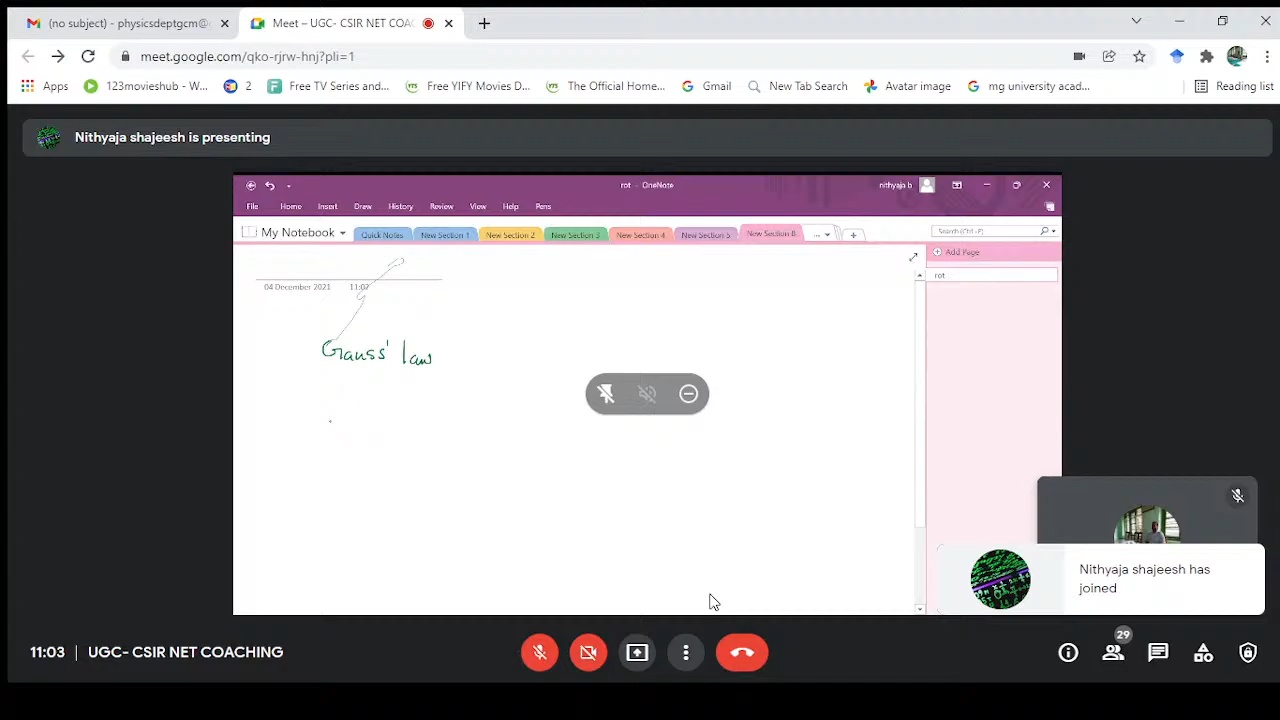 (no subject) - physicsdeptgcm@
Meet – UGC- CSIR NET COA
meet.google.com/qko-rjrw-hnj?pli=1
Apps
123movieshub - W...
2
Free TV Series and...
Free YIFY Movies D...
The Official Home...
Gmail
New Tab Search
Avatar image
mg university acad...
Reading list
Nithyaja shajeesh is presenting
rot - OneNote
nithyaja b
File Home Insert Draw History Review View Help Pens
My Notebook
Quick Notes
New Section 1
New Section 2
New Section 3
New Section 4
New Section 5
New Section 6
...
Search (Ctrl+E)
Add Page
rot
04 December 2021 11:02
Gauss' law
Nithyaja shajeesh has
joined
29
11:03 | UGC- CSIR NET COACHING